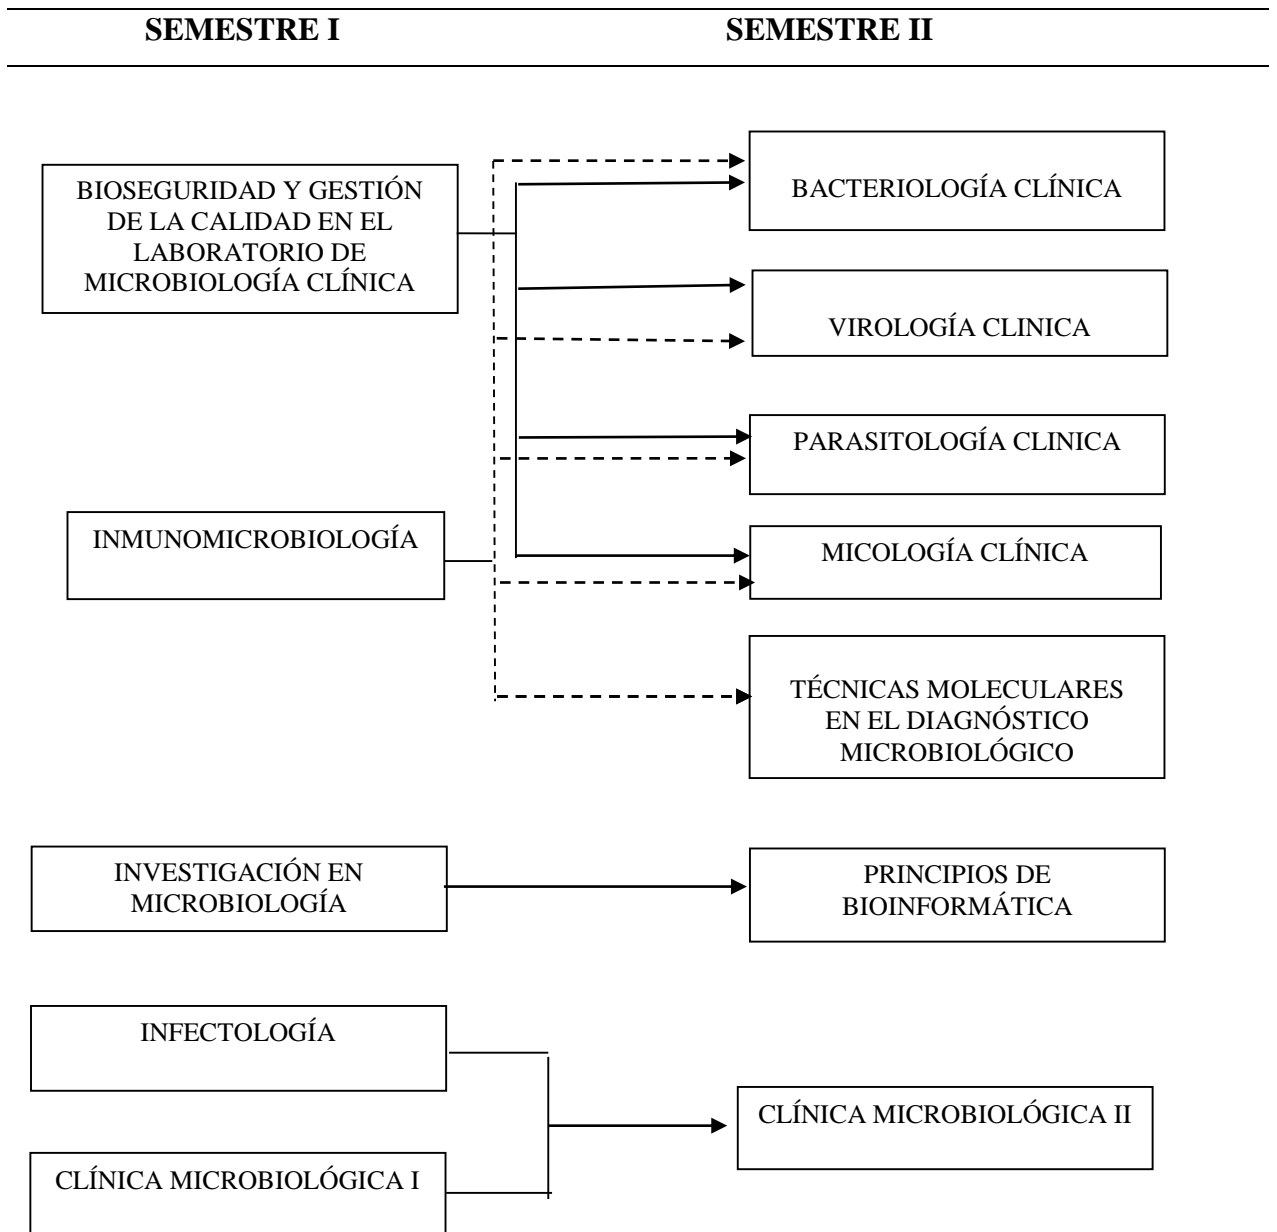 SEMESTRE I
SEMESTRE II
BIOSEGURIDAD Y GESTIÓN
DE LA CALIDAD EN EL
LABORATORIO DE
MICROBIOLOGÍA CLÍNICA
BACTERIOLOGÍA CLÍNICA
VIROLOGÍA CLINICA
PARASITOLOGÍA CLINICA
INMUNOMICROBIOLOGÍA
MICOLOGÍA CLÍNICA
TÉCNICAS MOLECULARES
EN EL DIAGNÓSTICO
MICROBIOLÓGICO
INVESTIGACIÓN EN
MICROBIOLOGÍA
PRINCIPIOS DE
BIOINFORMÁTICA
INFECTOLOGÍA
CLÍNICA MICROBIOLÓGICA II
CLÍNICA MICROBIOLÓGICA I